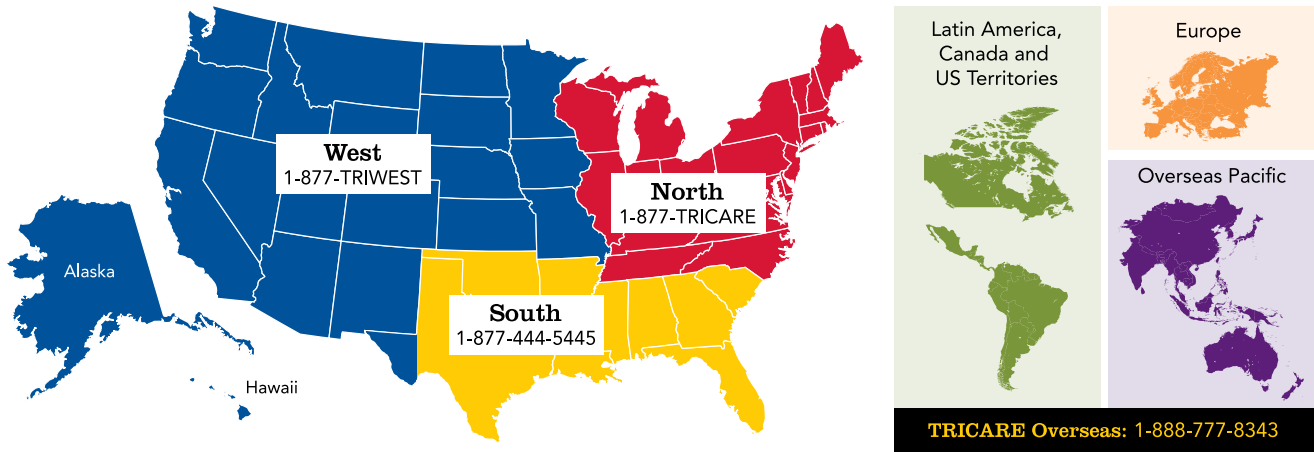 West
1-877-TRIWEST
North
1-877-TRICARE
South
1-877-444-5445
Alaska
Hawaii
Latin America,
Canada and
US Territories
Europe
Overseas Pacific
TRICARE Overseas: 1-888-777-8343